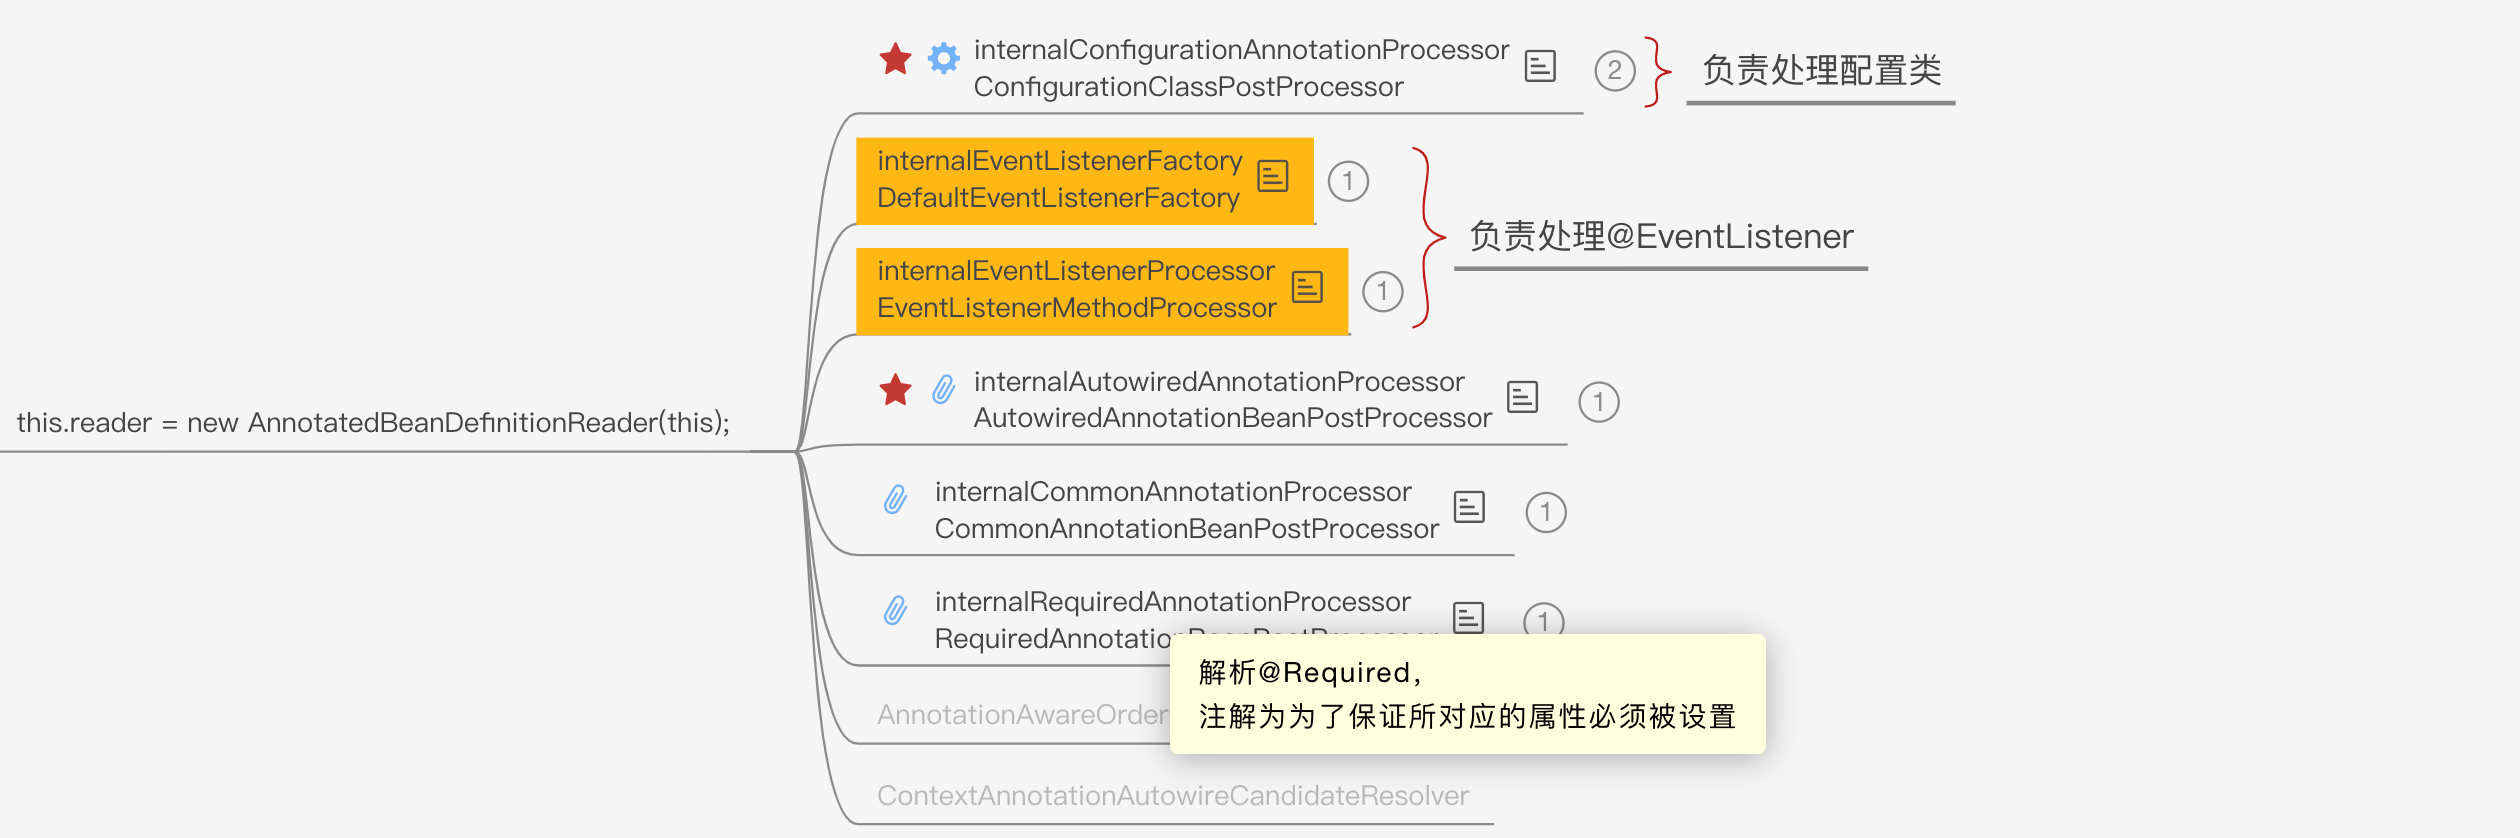 internalConfigurationAnnotationProcessor
ConfigurationClassPostProcessor
2
负责处理配置类
internalEventListenerFactory
DefaultEventListenerFactory
1
负责处理@EventListener
internalEventListenerProcessor
EventListenerMethodProcessor
1
internalAutowiredAnnotationProcessor
AutowiredAnnotationBeanPostProcessor
1
this.reader = new AnnotatedBeanDefinitionReader(this);
internalCommonAnnotationProcessor
CommonAnnotationBeanPostProcessor
1
internalRequiredAnnotationProcessor
RequiredAnnotationBeanPostProcessor
1
解析@Required，
注解为为了保证所对应的属性必须被设置
AnnotationAwareOrder
ContextAnnotationAutowireCandidateResolver